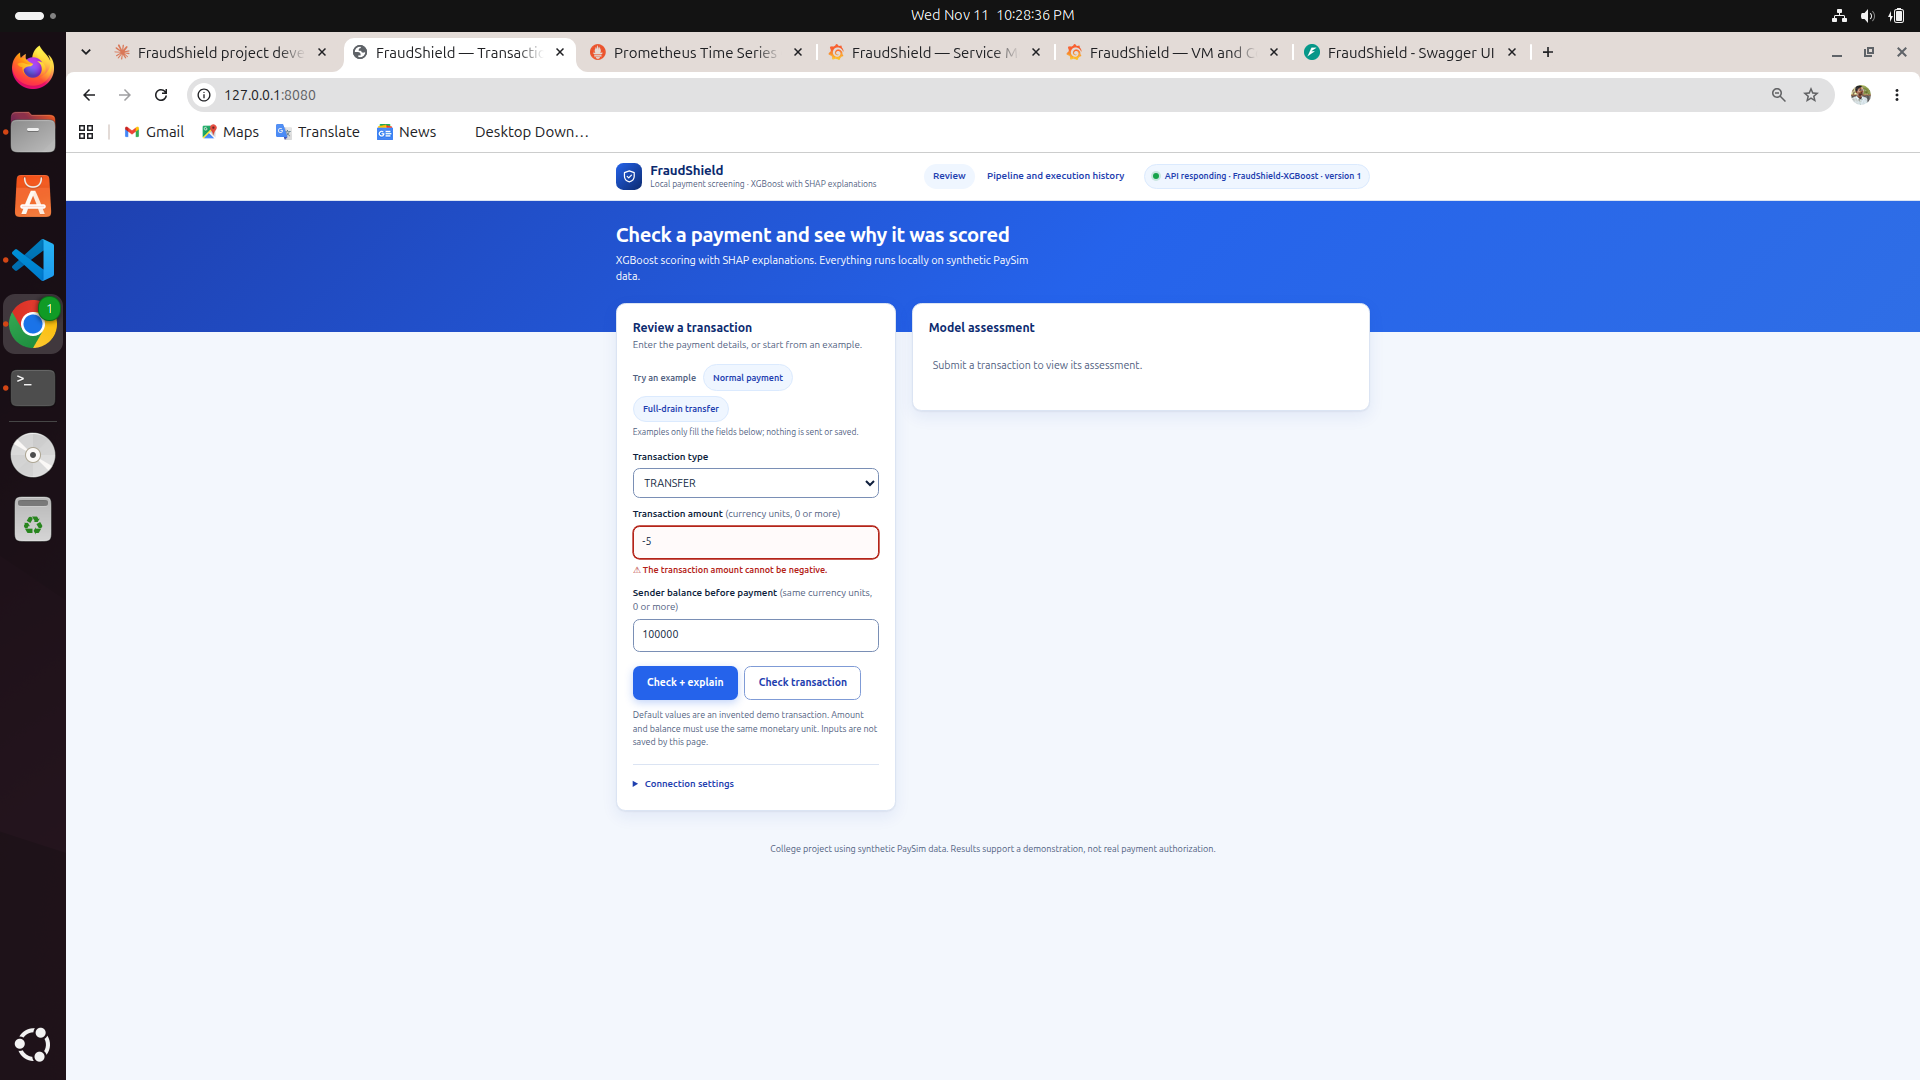 Wed Nov 11 10:28:36 PM
FraudShield project deve
FraudShield — Transactio
Prometheus Time Series
FraudShield — Service M
FraudShield — VM and C
FraudShield - Swagger UI
127.0.0.1:8080
Gmail
Maps
Translate
News
Desktop Down…
1
FraudShield
Local payment screening · XGBoost with SHAP explanations
Review
Pipeline and execution history
API responding · FraudShield-XGBoost · version 1
Check a payment and see why it was scored
XGBoost scoring with SHAP explanations. Everything runs locally on synthetic PaySim
data.
Review a transaction
Enter the payment details, or start from an example.
Try an example
Normal payment
Full-drain transfer
Examples only fill the fields below; nothing is sent or saved.
Transaction type
TRANSFER
Transaction amount (currency units, 0 or more)
-5
⚠ The transaction amount cannot be negative.
Sender balance before payment (same currency units,
0 or more)
100000
Check + explain
Check transaction
Default values are an invented demo transaction. Amount
and balance must use the same monetary unit. Inputs are not
saved by this page.
Connection settings
Model assessment
Submit a transaction to view its assessment.
College project using synthetic PaySim data. Results support a demonstration, not real payment authorization.